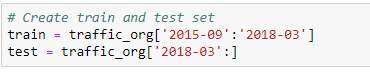 # Create train and test set
train = traffic_org['2015-09':'2018-03']
test = traffic_org['2018-03':]